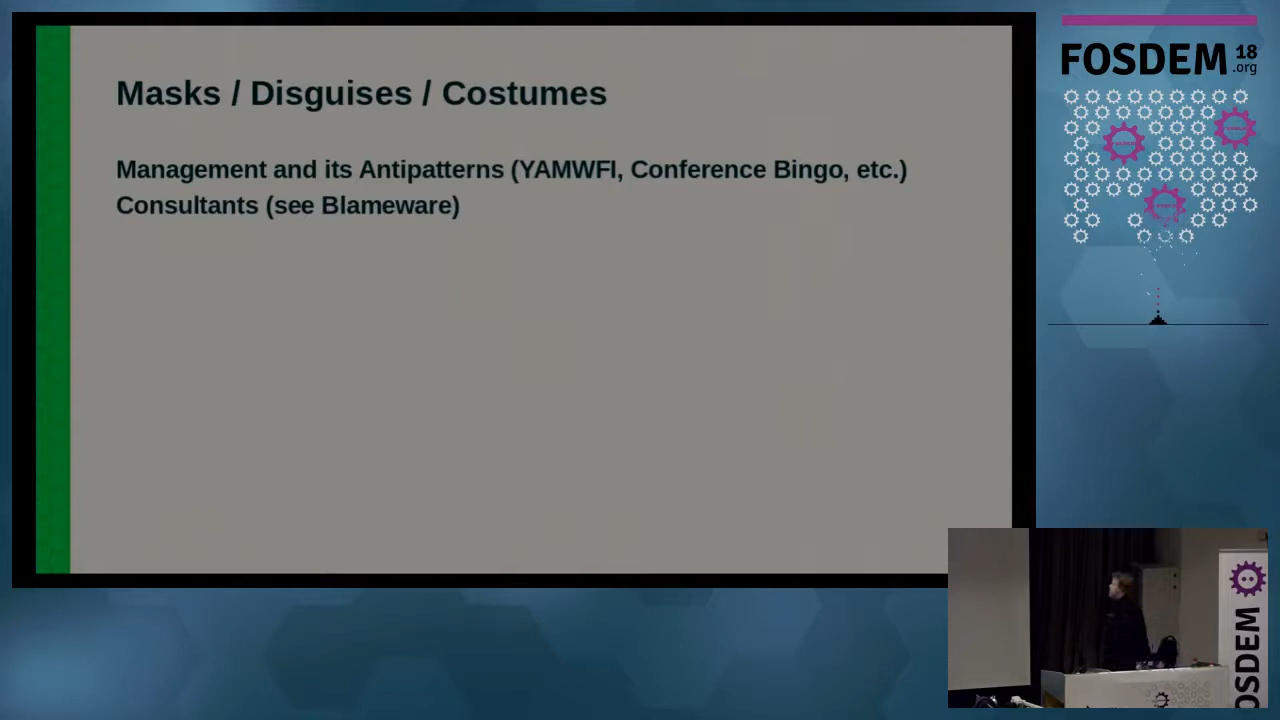 Masks / Disguises / Costumes
Management and its Antipatterns (YAMWFI, Conference Bingo, etc.)
Consultants (see Blameware)
FOSDEM 18
.org
FOSDEM